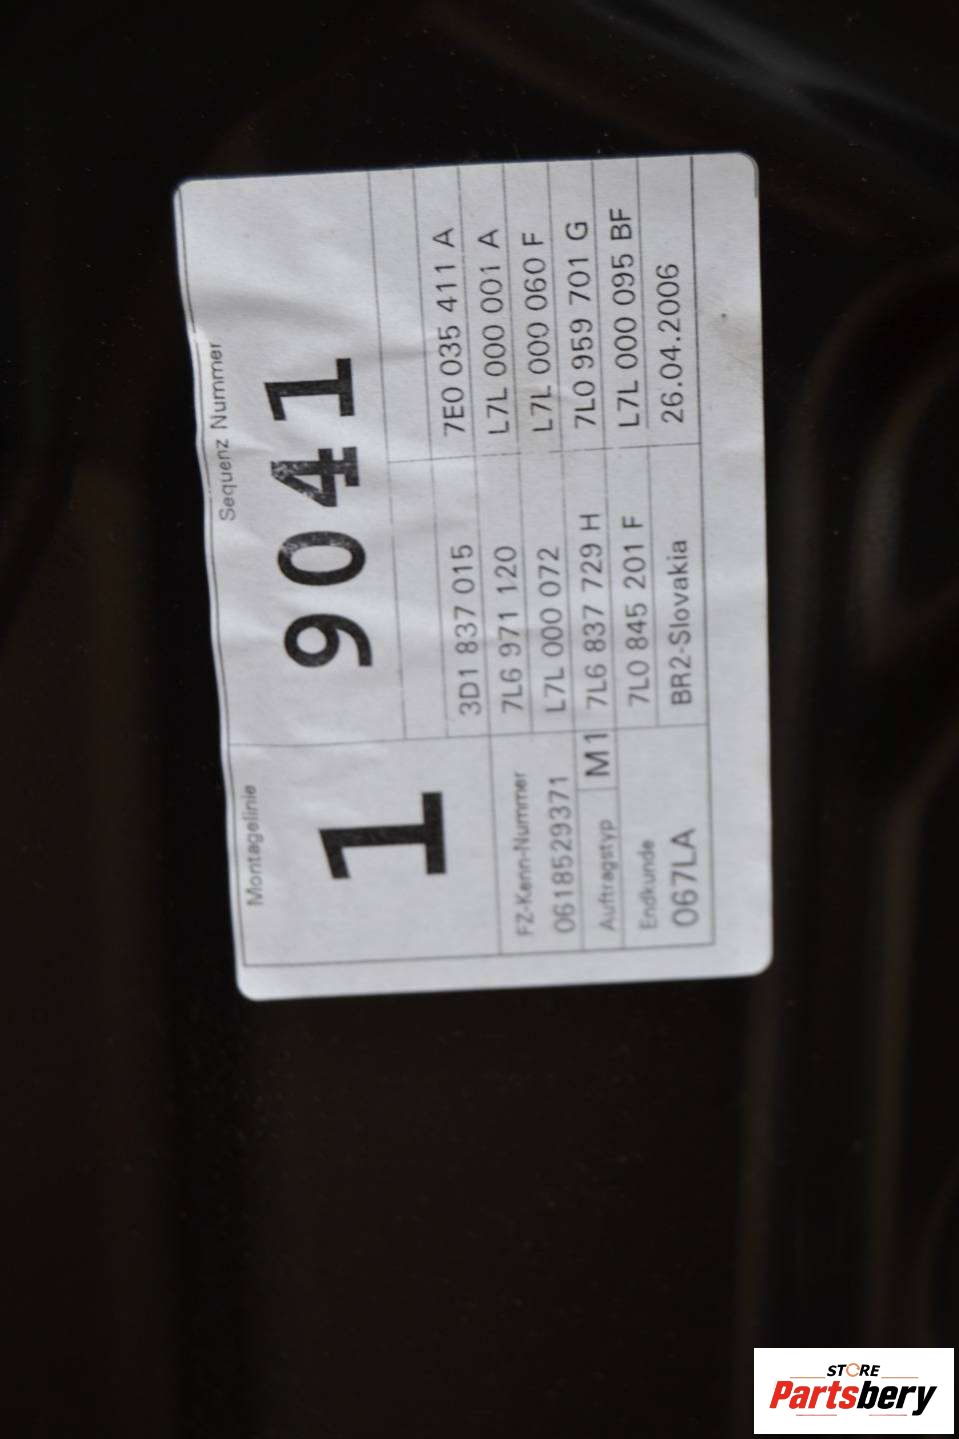 Montagelinie
Sequenz Nummer
1
9041
3D1 837 015
7E0 035 411 A
7L6 971 120
L7L 000 001 A
FZ-Kenn-Nummer
L7L 000 072
L7L 000 060 F
0618529371
Auftragstyp
M1
7L6 837 729 H
7L0 959 701 G
Endkunde
7L0 845 201 F
L7L 000 095 BF
067LA
BR2-Slovakia
26.04.2006
STORE
Partsbery